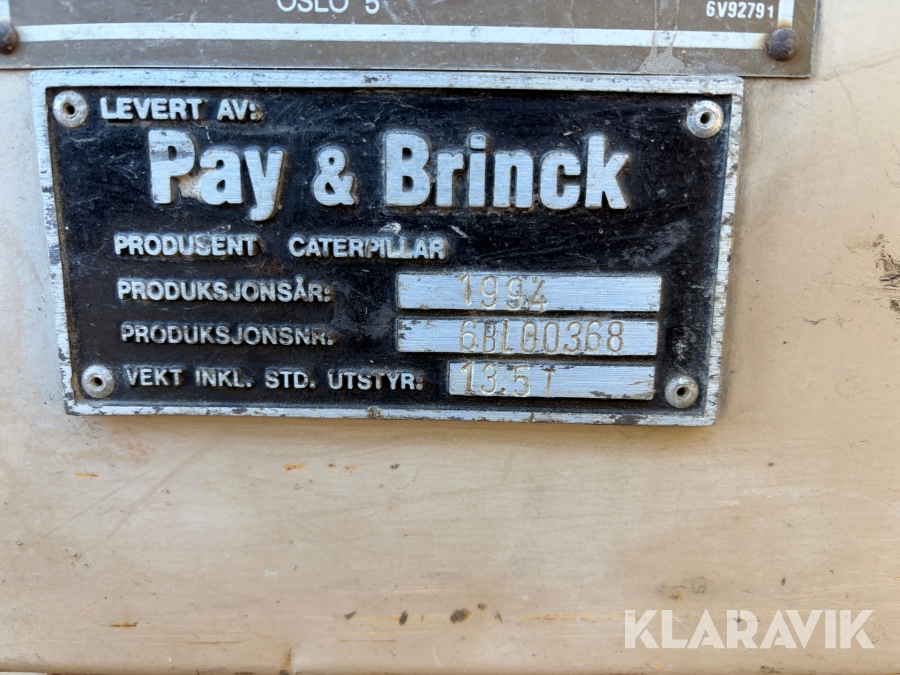 OSLO 5
6V92791
LEVERT AV:
Pay & Brinck
PRODUSENT CATERPILLAR
PRODUKSJONSÅR: 1994
PRODUKSJONSNR. 6BL00368
VEKT INKL. STD. UTSTYR: 13.5T
KLARAVIK